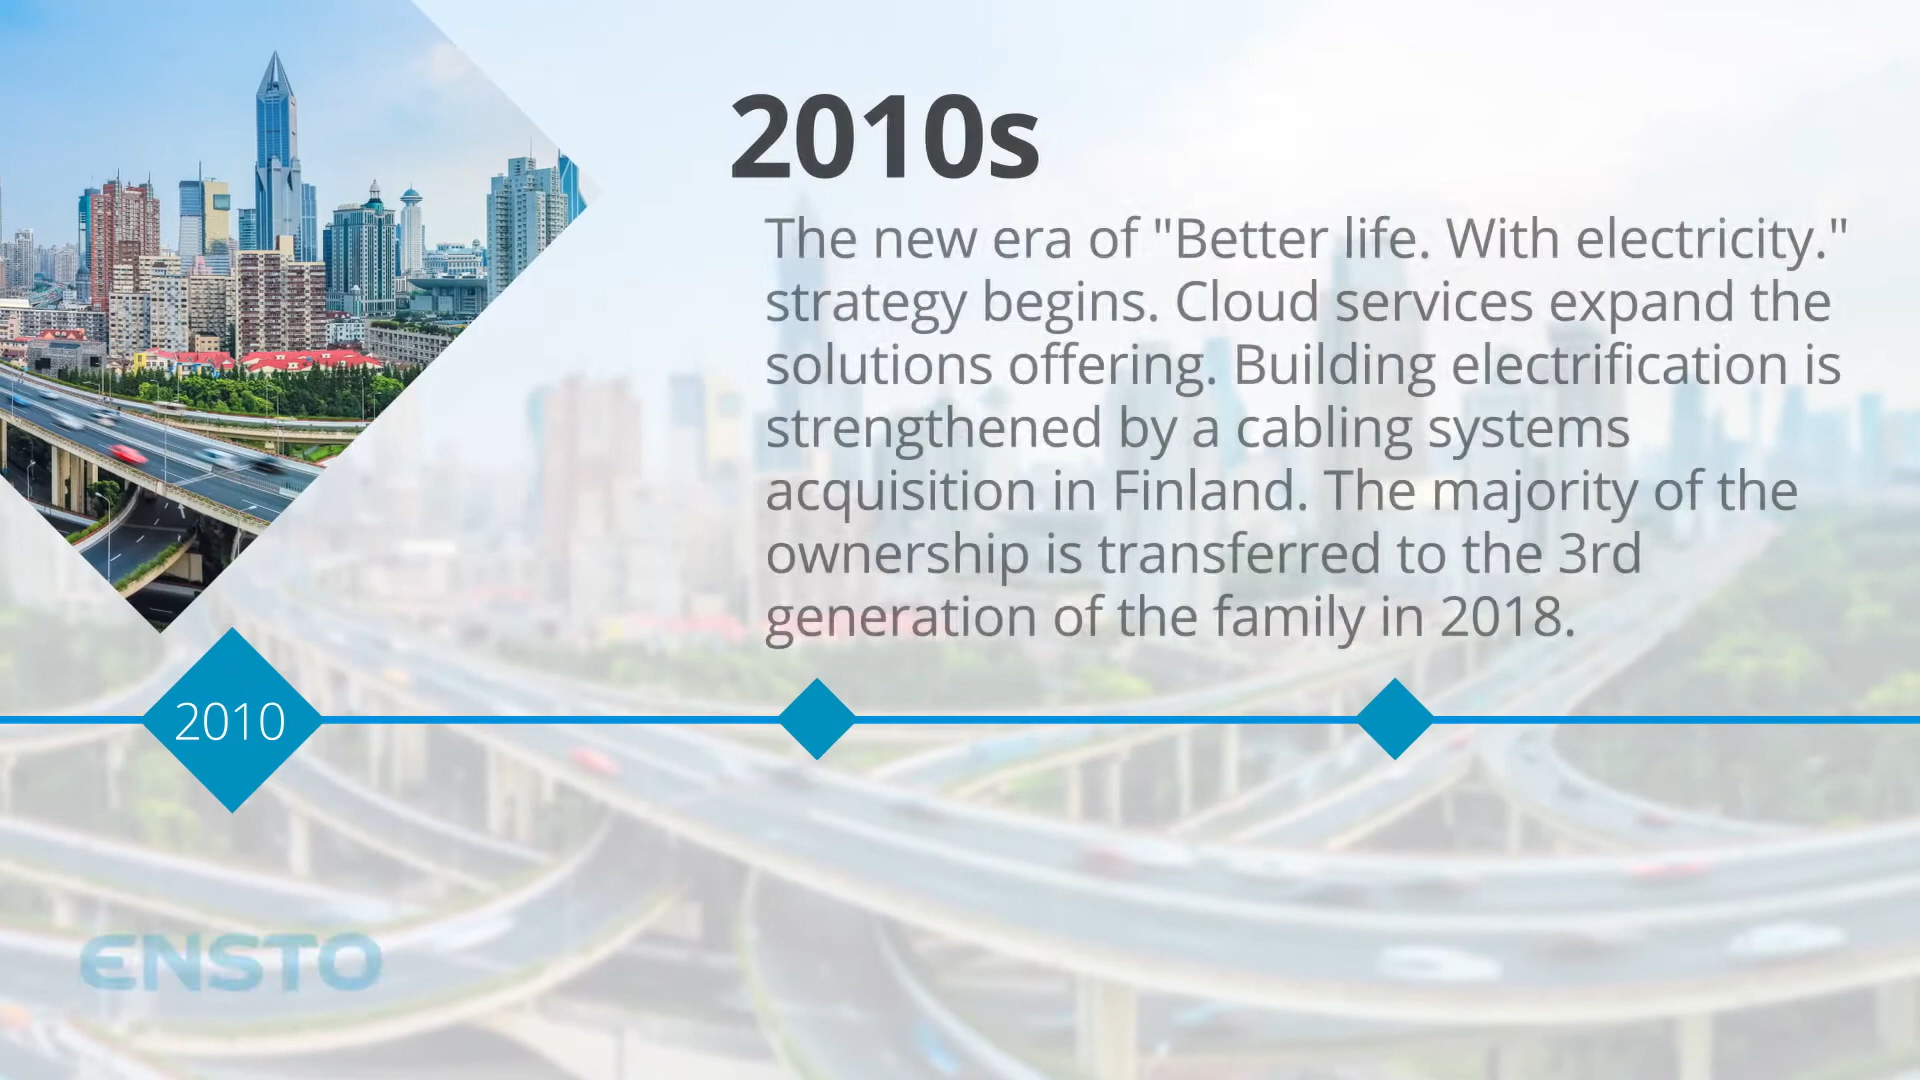 2010s
The new era of "Better life. With electricity."
strategy begins. Cloud services expand the
solutions offering. Building electrification is
strengthened by a cabling systems
acquisition in Finland. The majority of the
ownership is transferred to the 3rd
generation of the family in 2018.
2010
ENSTO